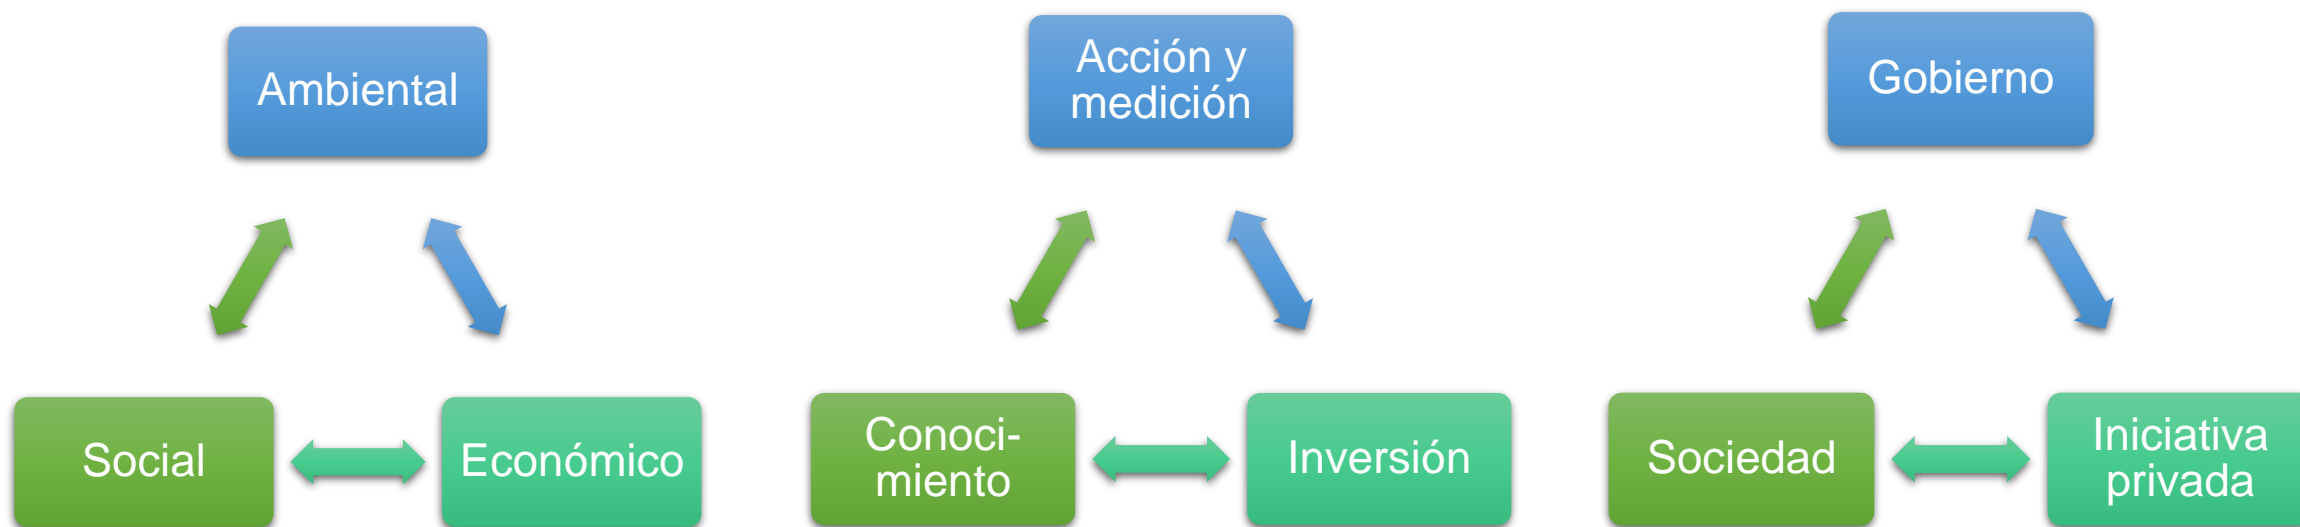 Ambiental
Social
Económico
Acción y
medición
Conoci-
miento
Inversión
Gobierno
Sociedad
Iniciativa
privada